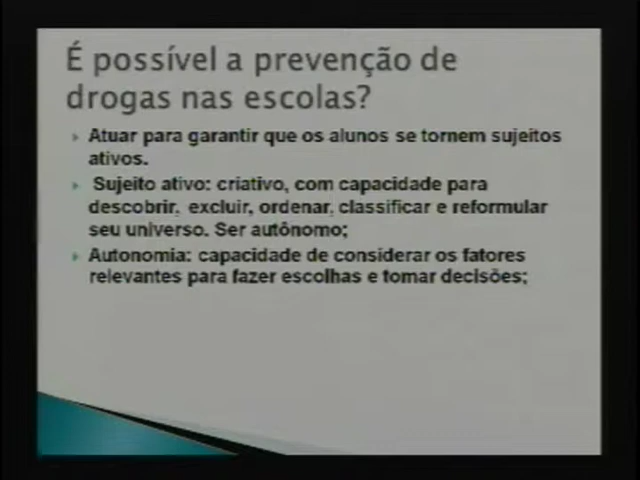 É possível a prevenção de
drogas nas escolas?
Atuar para garantir que os alunos se tornem sujeitos
ativos.
Sujeito ativo: criativo, com capacidade para
descobrir, excluir, ordenar, classificar e reformular
seu universo. Ser autônomo;
Autonomia: capacidade de considerar os fatores
relevantes para fazer escolhas e tomar decisões;